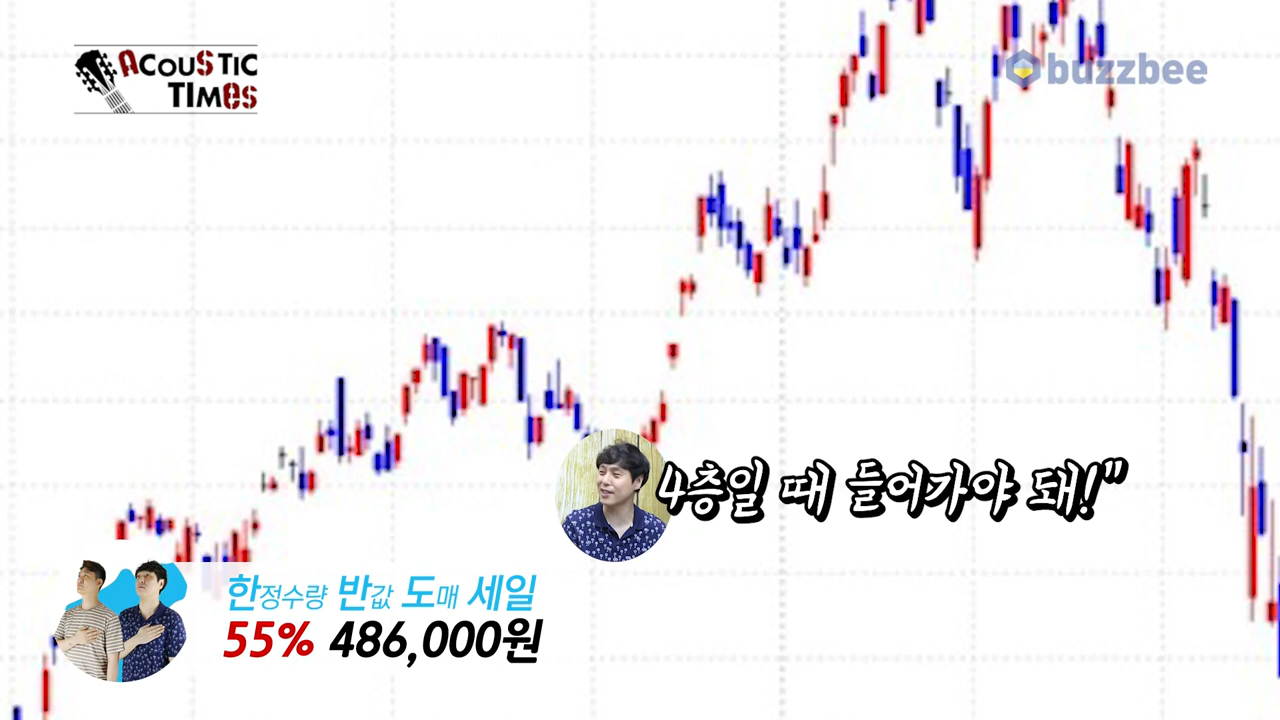 ACOUSTIC
TIMES
buzzbee
4층일 때 들어가야 돼!"
한정수량 반값 도매 세일
55% 486,000원